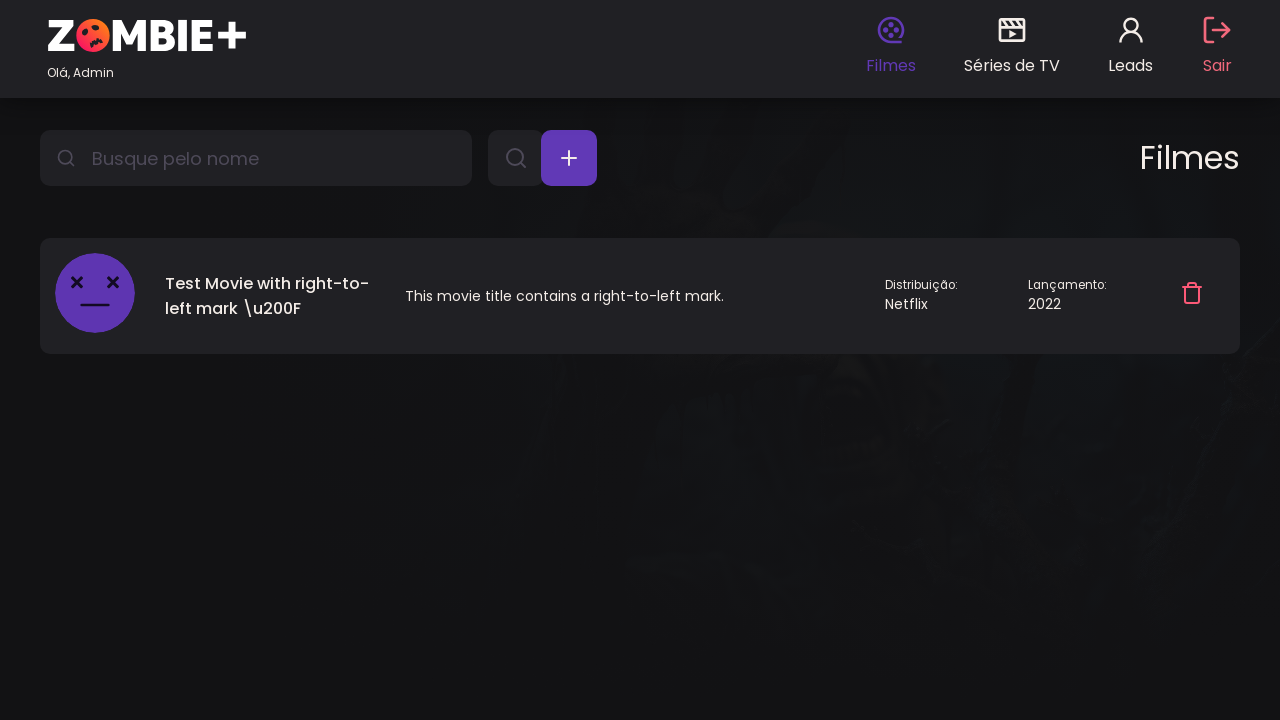 ZOMBIE+
Olá, Admin
Filmes
Séries de TV
Leads
Sair
Busque pelo nome
Filmes
Test Movie with right-to-
left mark \u200F
This movie title contains a right-to-left mark.
Distribuição:
Netflix
Lançamento:
2022